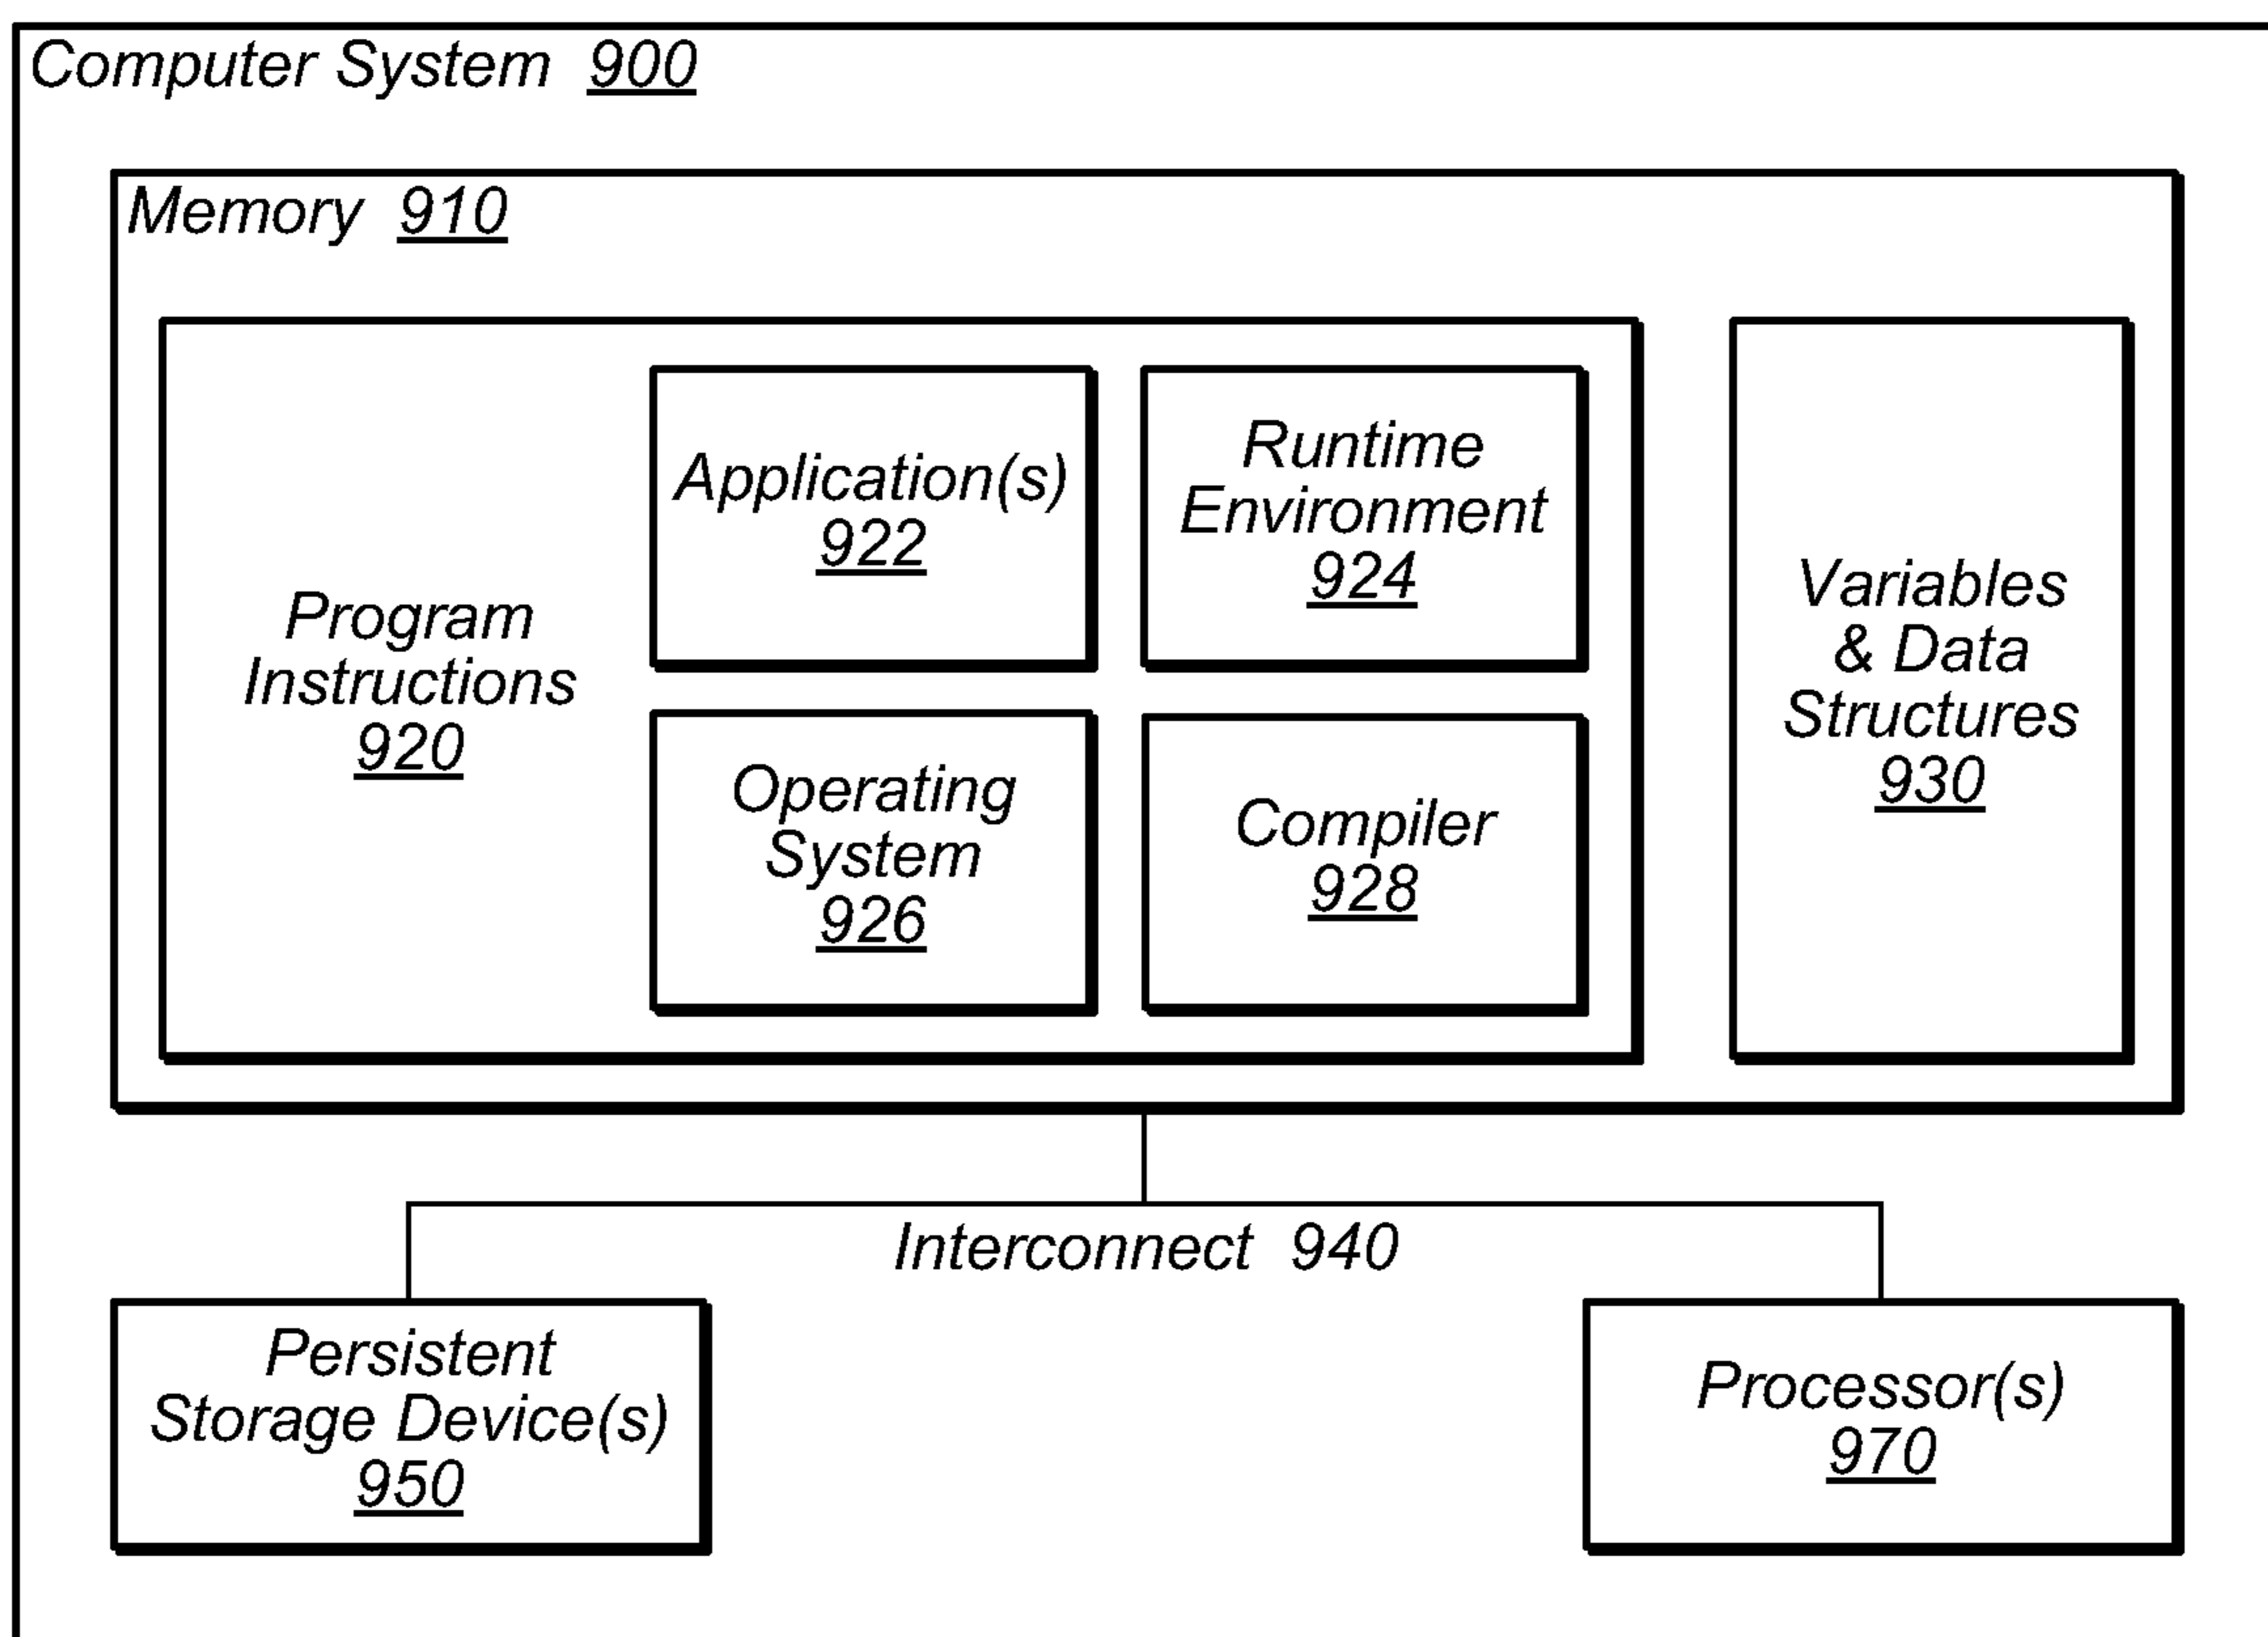 Computer System 900
Memory 910
Program
Instructions
920
Application(s)
922
Runtime
Environment
924
Operating
System
926
Compiler
928
Variables
& Data
Structures
930
Interconnect 940
Persistent
Storage Device(s)
950
Processor(s)
970